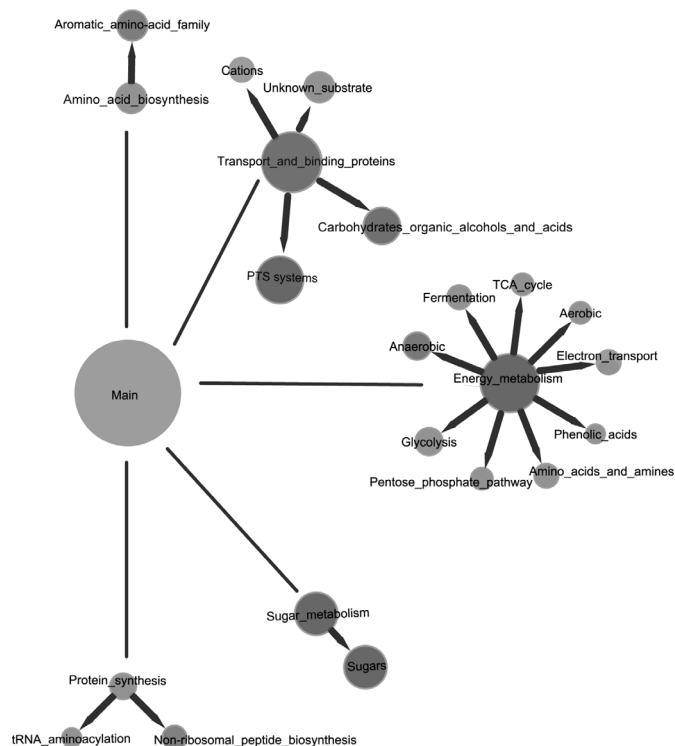 Aromatic_amino-acid_family
Amino_acid_biosynthesis
Cations
Unknown_substrate
Transport_and_binding_proteins
Carbohydrates_organic_alcohols_and_acids
PTS systems
TCA_cycle
Fermentation
Aerobic
Anaerobic
Electron_transport
Energy_metabolism
Main
Phenolic_acids
Glycolysis
Amino_acids_and_amines
Pentose_phosphate_pathway
Sugar_metabolism
Sugars
Protein_synthesis
tRNA_aminoacylation
Non-ribosomal_peptide_biosynthesis